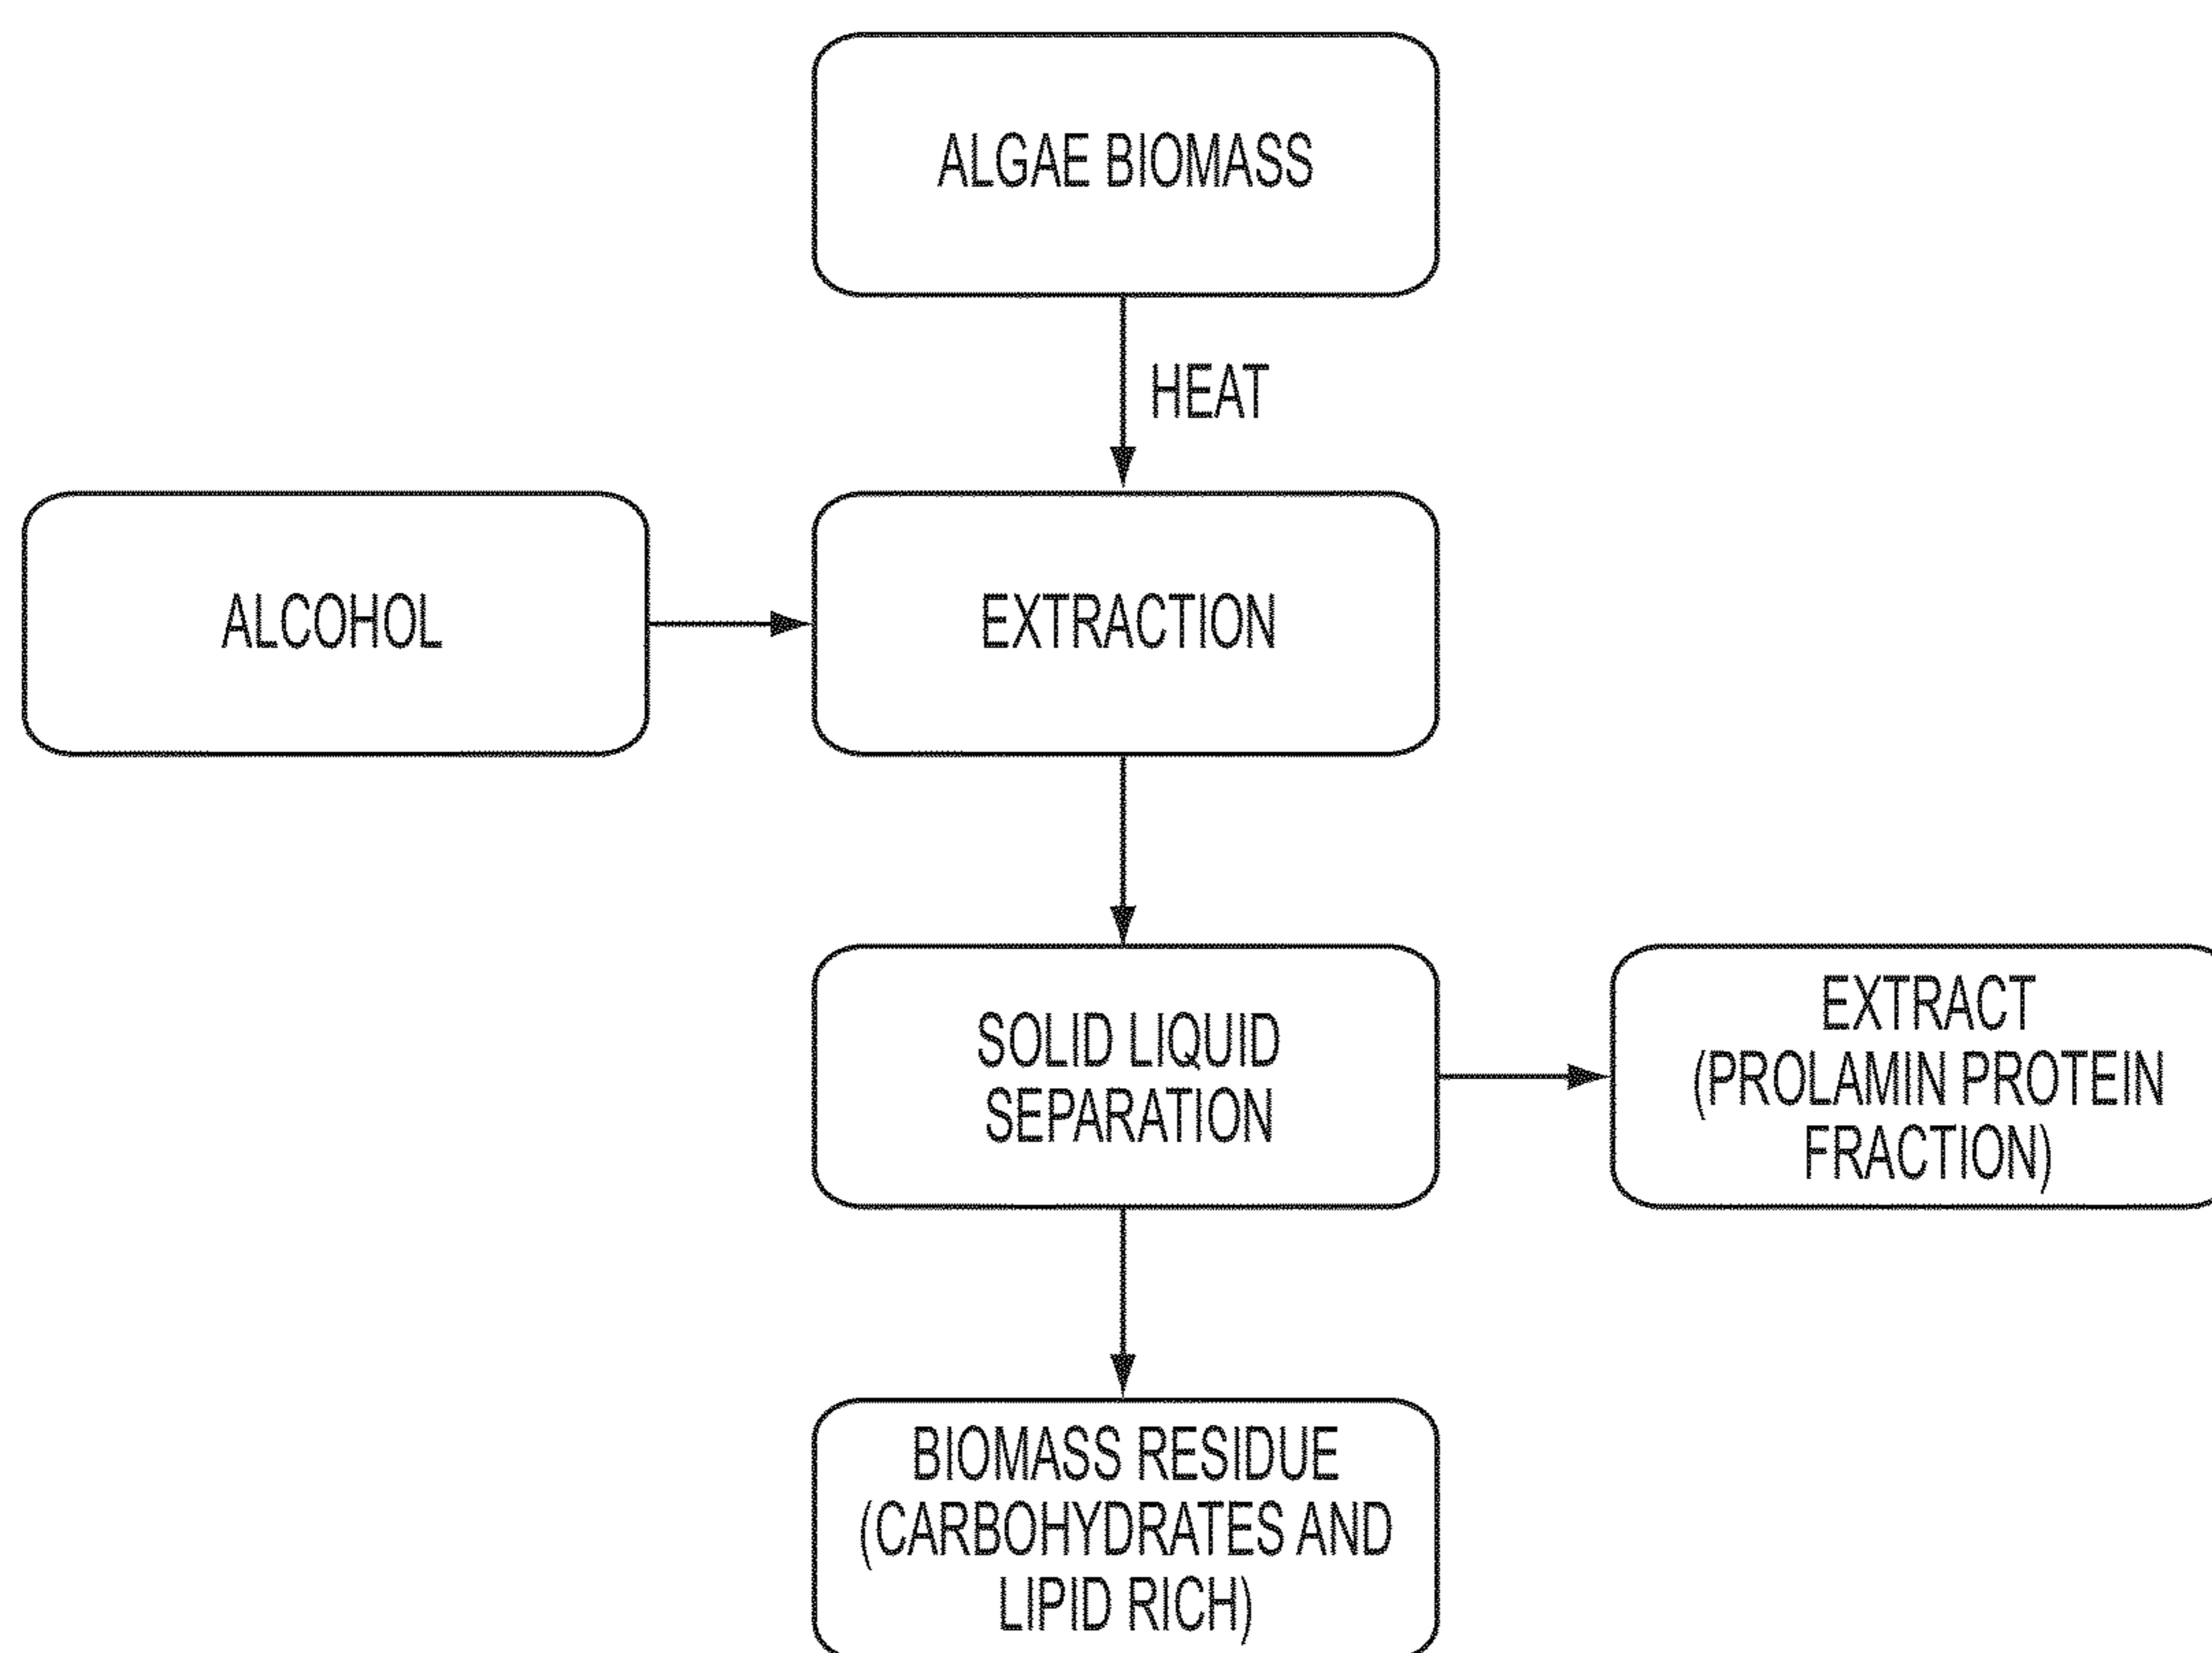 ALGAE BIOMASS
HEAT
ALCOHOL
EXTRACTION
SOLID LIQUID
SEPARATION
EXTRACT
(PROLAMIN PROTEIN
FRACTION)
BIOMASS RESIDUE
(CARBOHYDRATES AND
LIPID RICH)